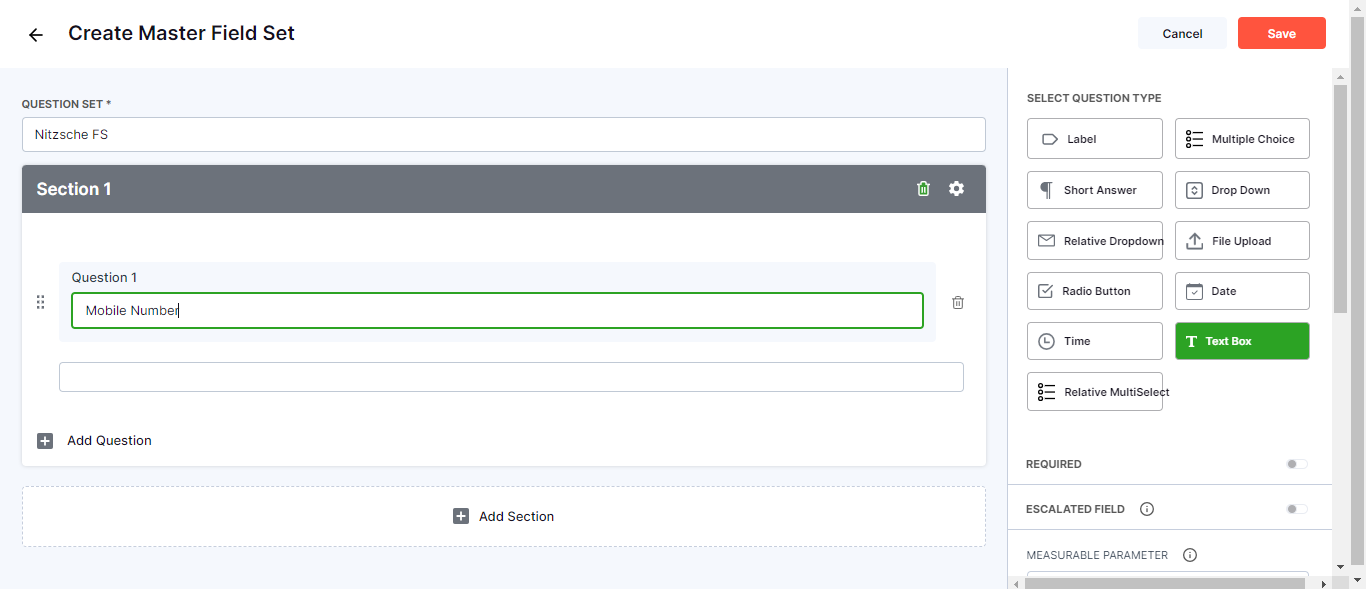 Create Master Field Set
Cancel
Save
QUESTION SET *
Nitzsche FS
Section 1
Question 1
Mobile Number
Add Question
Add Section
SELECT QUESTION TYPE
Label
Multiple Choice
Short Answer
Drop Down
Relative Dropdown
File Upload
Radio Button
Date
Time
T Text Box
Relative MultiSelect
REQUIRED
ESCALATED FIELD
MEASURABLE PARAMETER